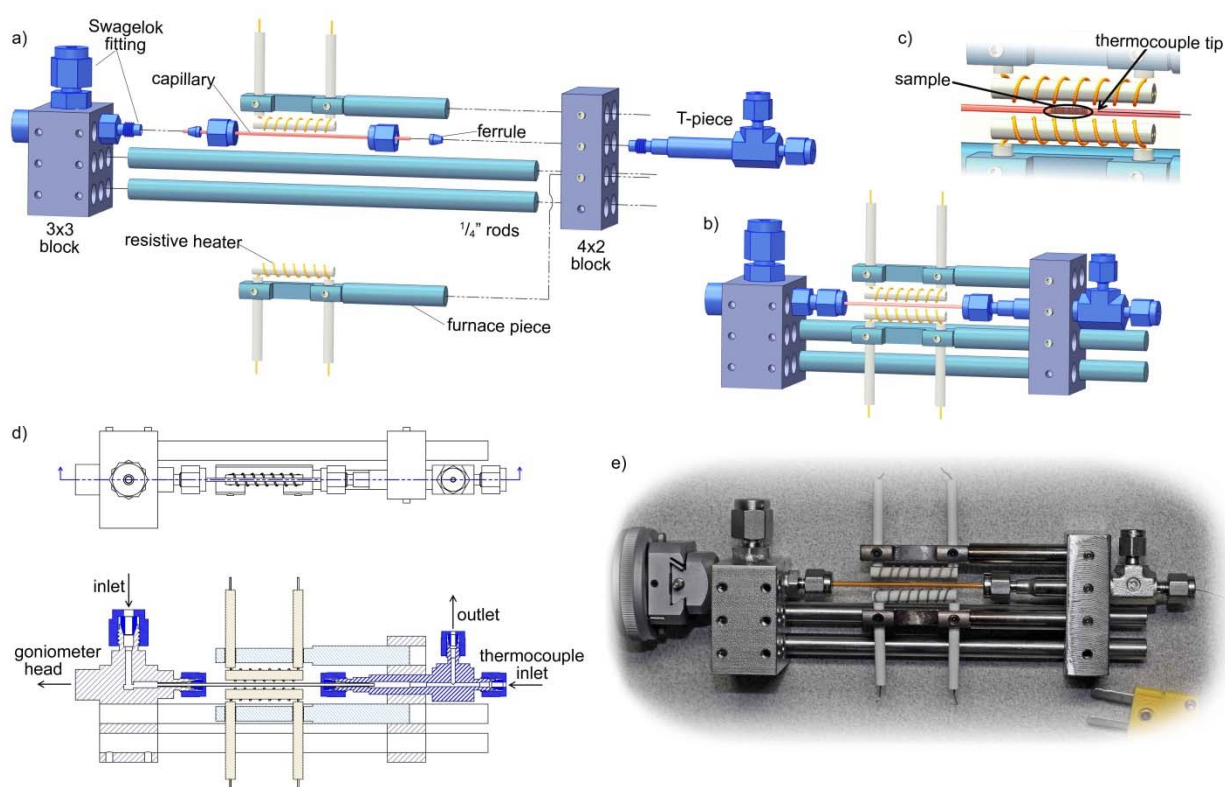 a)
Swagelok
fitting
capillary
ferrule
T-piece
3x3
block
1/4" rods
4x2
block
resistive heater
furnace piece
c)
thermocouple tip
sample
b)
d)
inlet
outlet
goniometer
head
thermocouple
inlet
e)